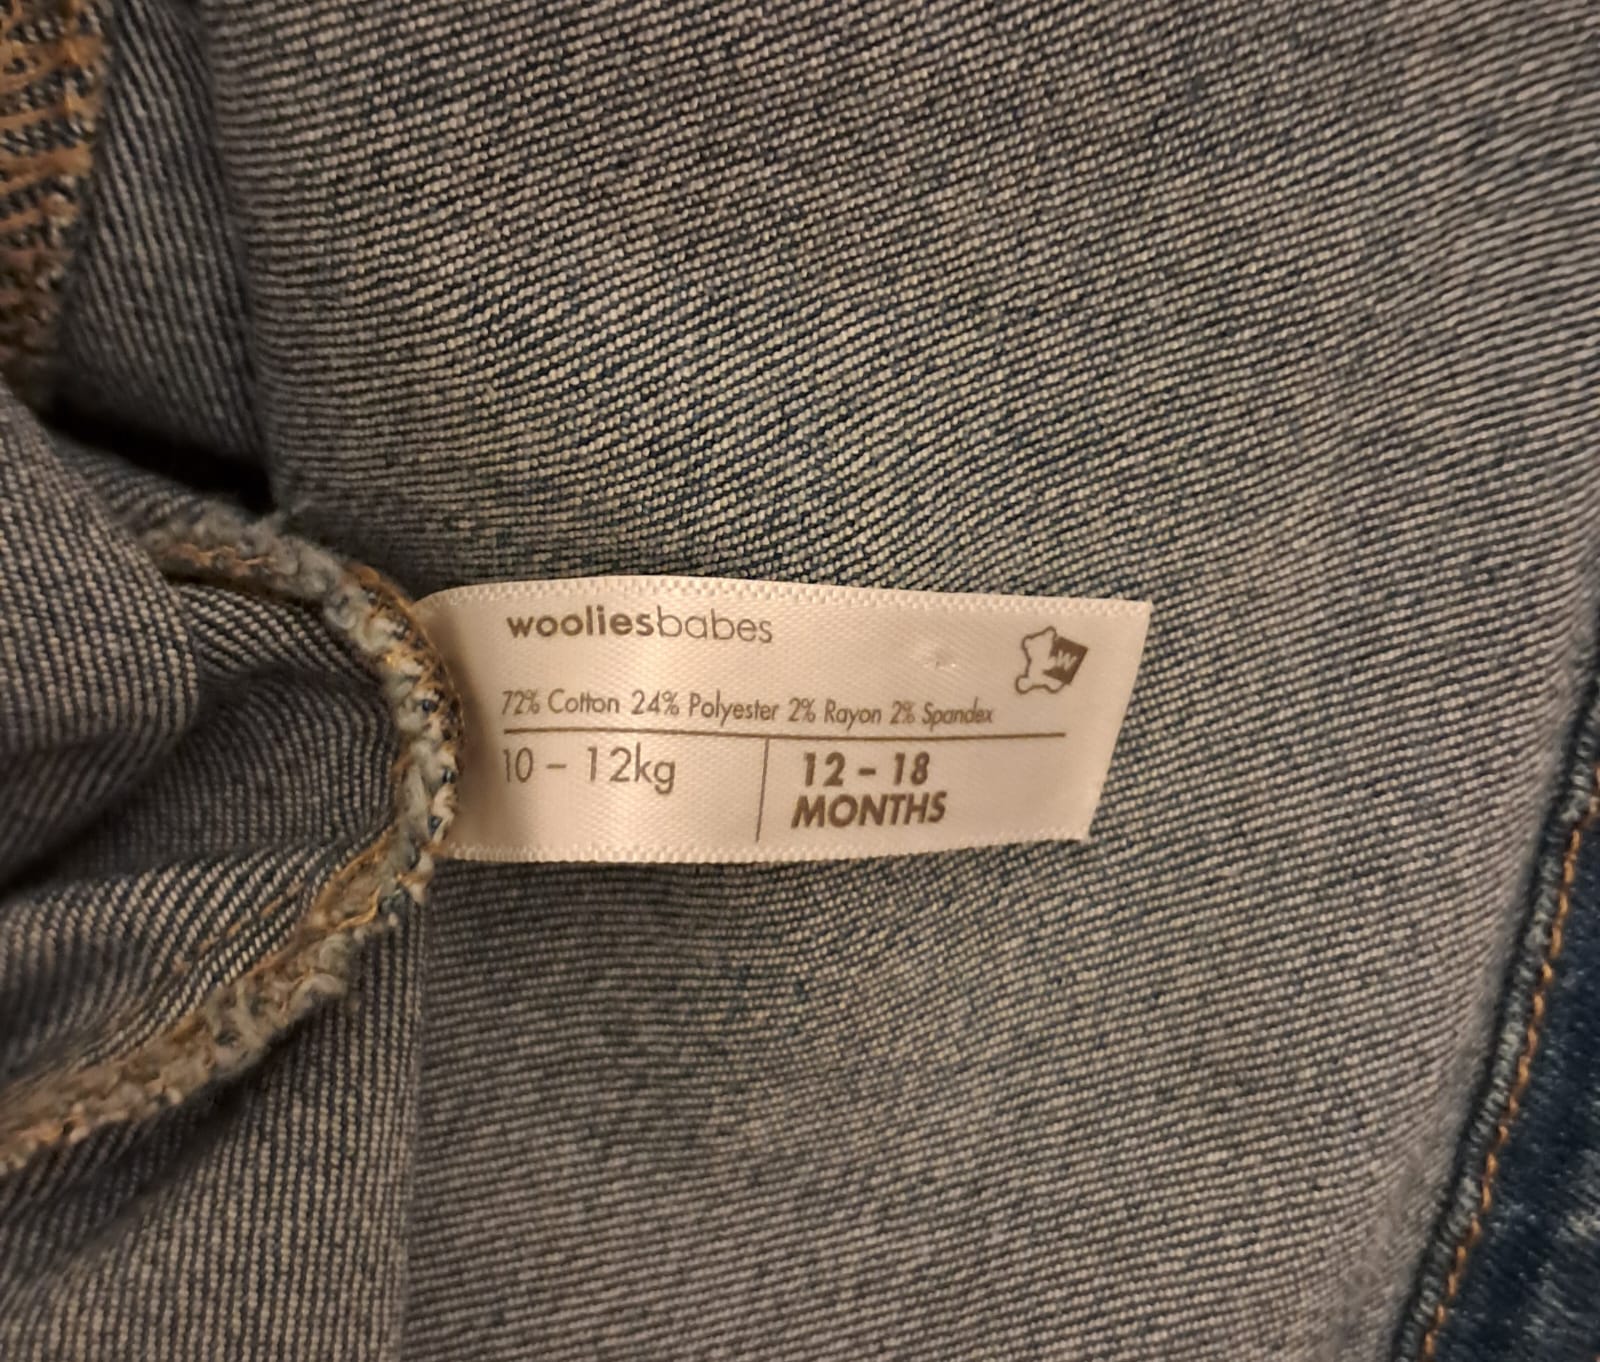 wooliesbabes
W
72% Cotton 24% Polyester 2% Rayon 2% Spandex
10 – 12kg
12 – 18
MONTHS